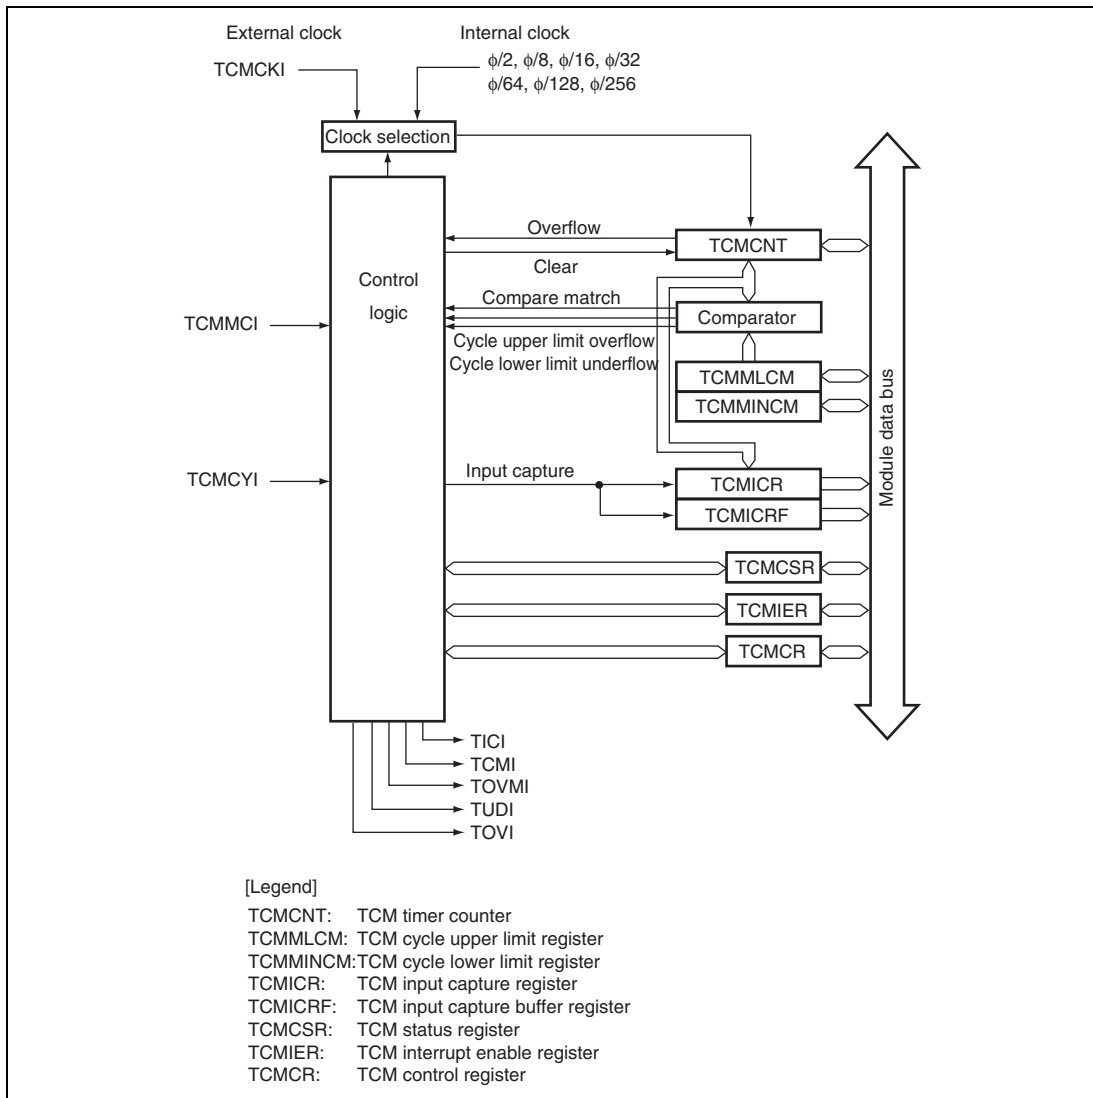 External clock
Internal clock
TCMCKI
ϕ/2, ϕ/8, ϕ/16, ϕ/32
ϕ/64, ϕ/128, ϕ/256
Clock selection
Overflow
TCMCNT
Clear
Control
logic
Compare matrch
Comparator
TCMMCI
Cycle upper limit overflow
Cycle lower limit underflow
TCMMLCM
TCMMINCM
Module data bus
TCMCYI
Input capture
TCMICR
TCMICRF
TCMCSR
TCMIER
TCMCR
TICI
TCMI
TOVMI
TUDI
TOVI
[Legend]
TCMCNT: TCM timer counter
TCMMLCM: TCM cycle upper limit register
TCMMINCM:TCM cycle lower limit register
TCMICR: TCM input capture register
TCMICRF: TCM input capture buffer register
TCMCSR: TCM status register
TCMIER: TCM interrupt enable register
TCMCR: TCM control register